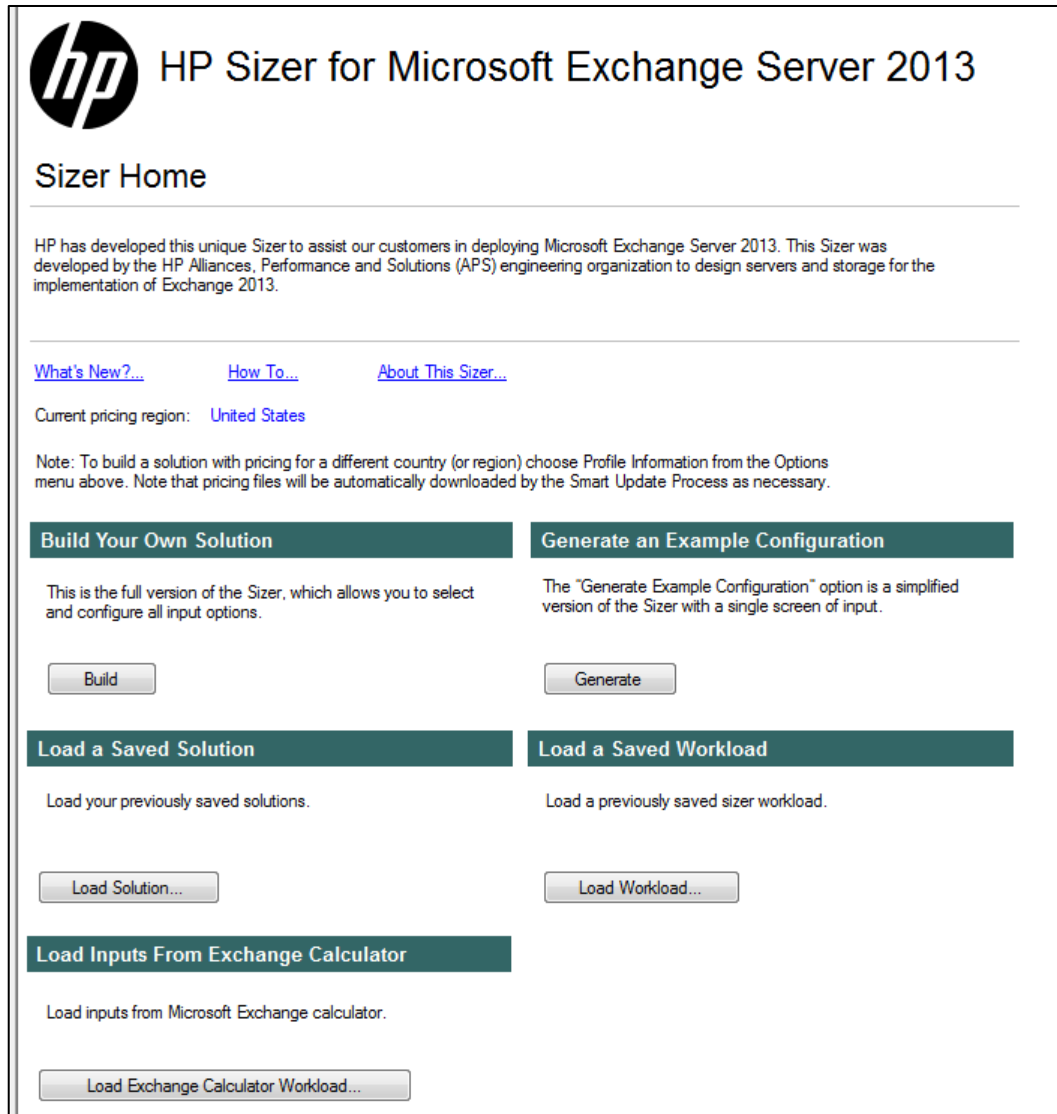 hp
HP Sizer for Microsoft Exchange Server 2013
Sizer Home
HP has developed this unique Sizer to assist our customers in deploying Microsoft Exchange Server 2013. This Sizer was
developed by the HP Alliances, Performance and Solutions (APS) engineering organization to design servers and storage for the
implementation of Exchange 2013.
What's New?... How To... About This Sizer...
Current pricing region: United States
Note: To build a solution with pricing for a different country (or region) choose Profile Information from the Options
menu above. Note that pricing files will be automatically downloaded by the Smart Update Process as necessary.
Build Your Own Solution
This is the full version of the Sizer, which allows you to select
and configure all input options.
Build
Generate an Example Configuration
The "Generate Example Configuration" option is a simplified
version of the Sizer with a single screen of input.
Generate
Load a Saved Solution
Load your previously saved solutions.
Load Solution...
Load a Saved Workload
Load a previously saved sizer workload.
Load Workload...
Load Inputs From Exchange Calculator
Load inputs from Microsoft Exchange calculator.
Load Exchange Calculator Workload...